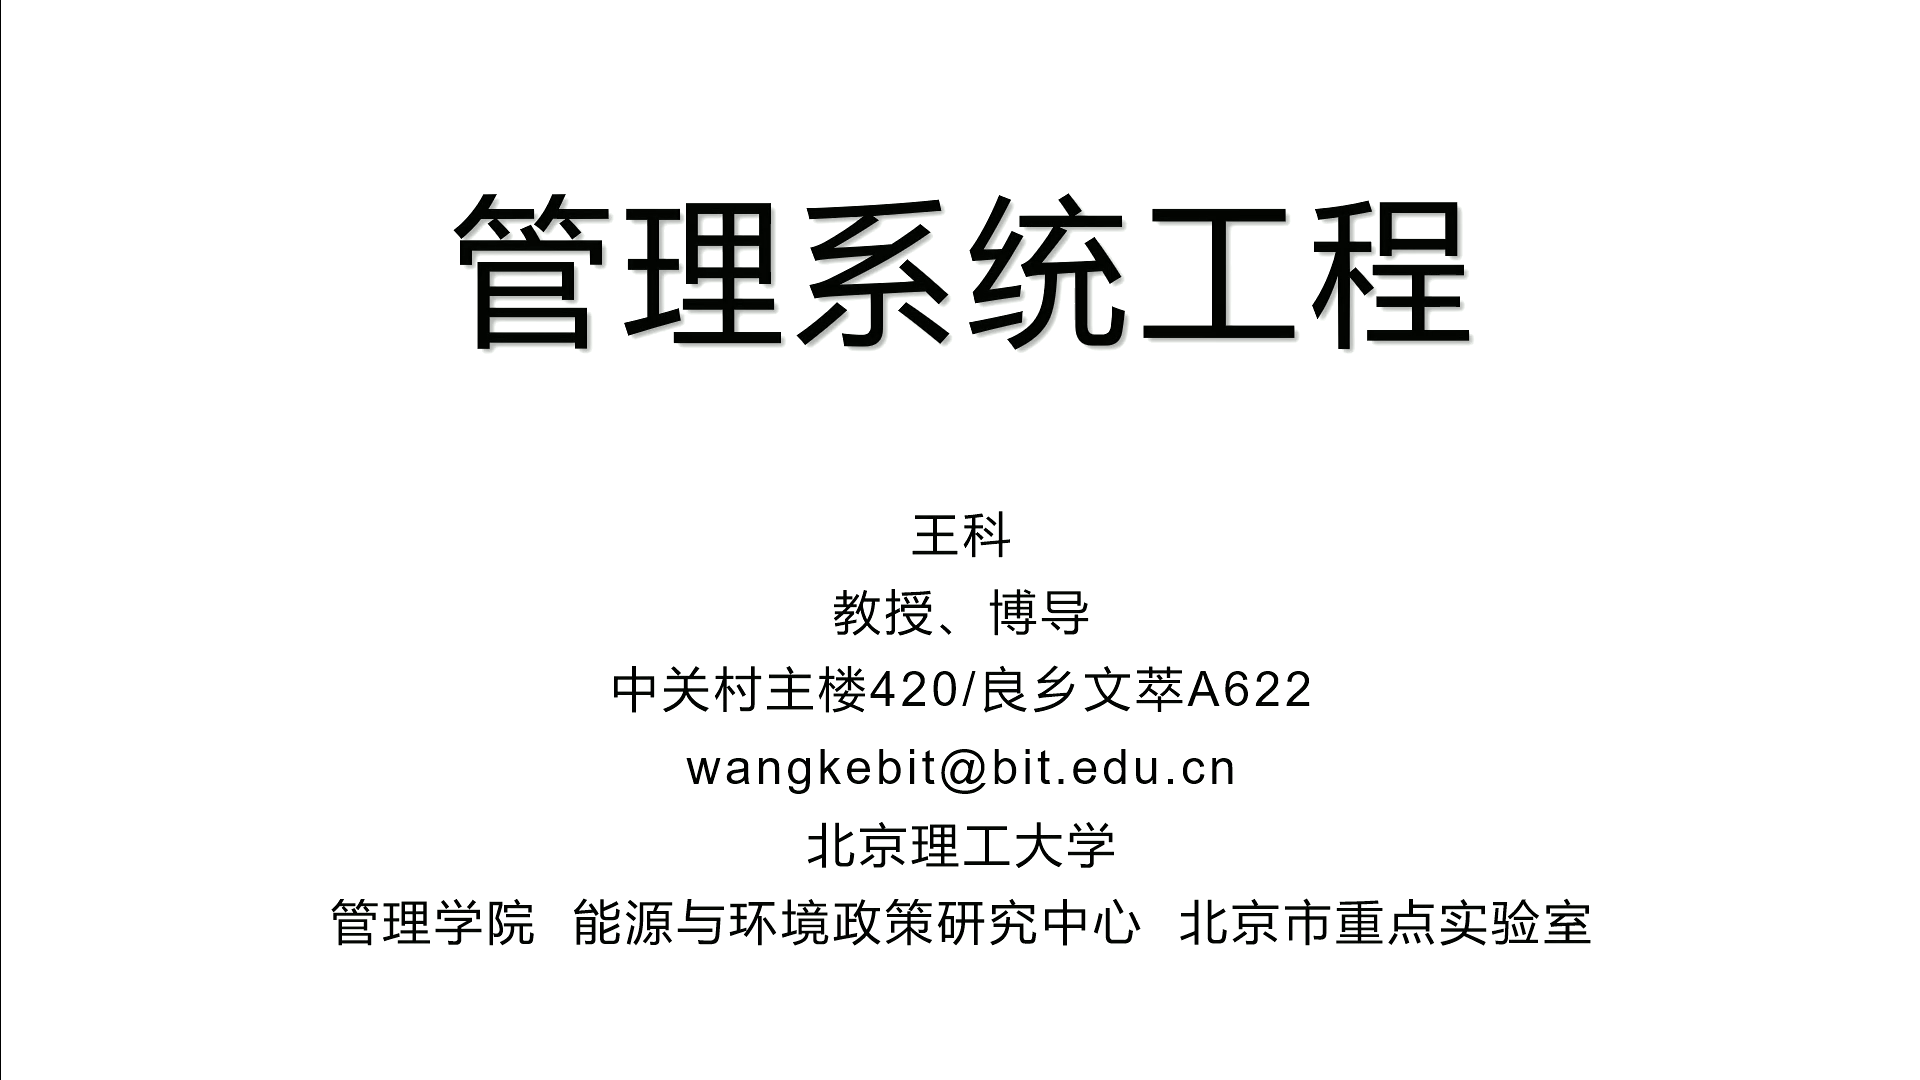 管理系统工程
王科
教授、博导
中关村主楼420/良乡文萃A622
wangkebit@bit.edu.cn
北京理工大学
管理学院 能源与环境政策研究中心 北京市重点实验室